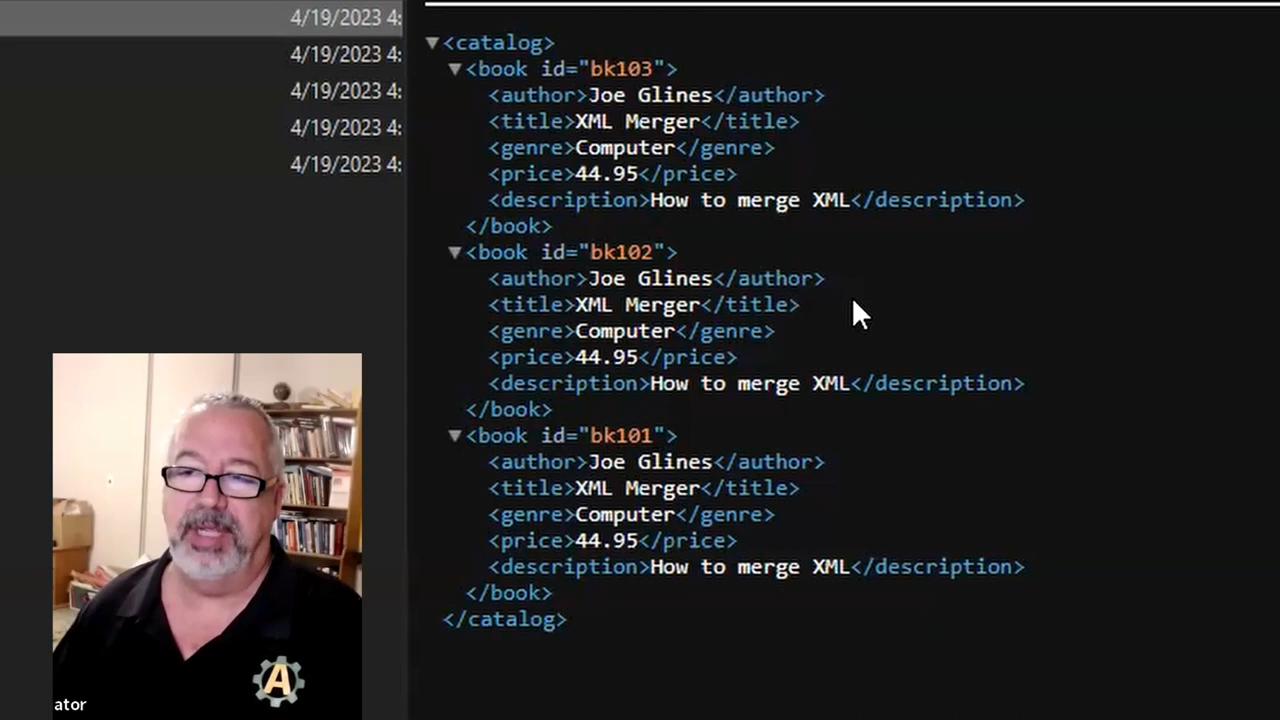 4/19/2023 4:
4/19/2023 4:
4/19/2023 4:
4/19/2023 4:
4/19/2023 4:
<catalog>
<book id="bk103">
<author>Joe Glines</author>
<title>XML Merger</title>
<genre>Computer</genre>
<price>44.95</price>
<description>How to merge XML</description>
</book>
<book id="bk102">
<author>Joe Glines</author>
<title>XML Merger</title>
<genre>Computer</genre>
<price>44.95</price>
<description>How to merge XML</description>
</book>
<book id="bk101">
<author>Joe Glines</author>
<title>XML Merger</title>
<genre>Computer</genre>
<price>44.95</price>
<description>How to merge XML</description>
</book>
</catalog>
A
ator